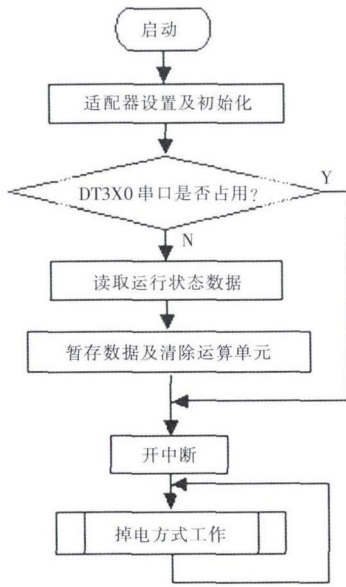 启动
适配器设置及初始化
DT3X0串口是否占用？
Y
N
读取运行状态数据
暂存数据及清除运算单元
开中断
掉电方式工作